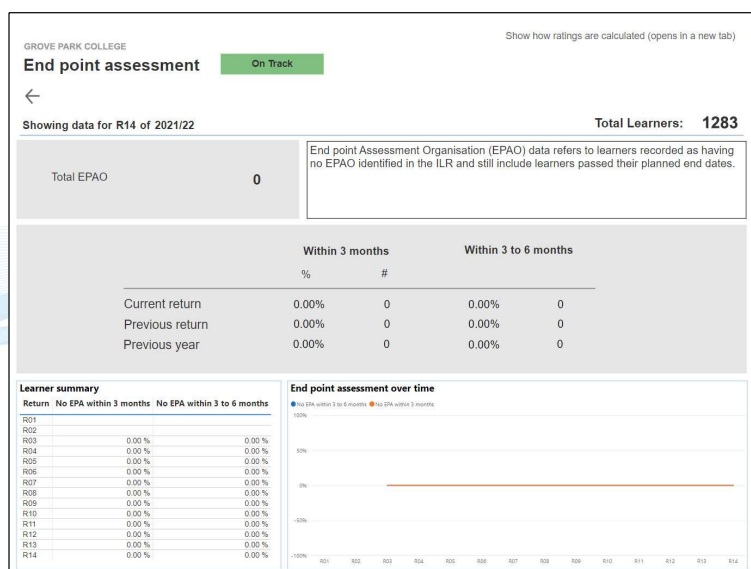 Show how ratings are calculated (opens in a new tab)
GROVE PARK COLLEGE
End point assessment
On Track
Showing data for R14 of 2021/22
Total Learners: 1283
Total EPAO 0
End point Assessment Organisation (EPAO) data refers to learners recorded as having
no EPAO identified in the ILR and still include learners passed their planned end dates.
Within 3 months Within 3 to 6 months
% #
Current return 0.00% 0 0.00% 0
Previous return 0.00% 0 0.00% 0
Previous year 0.00% 0 0.00% 0
Learner summary
Return No EPA within 3 months No EPA within 3 to 6 months
R01
R02
R03 0.00 % 0.00 %
R04 0.00 % 0.00 %
R05 0.00 % 0.00 %
R06 0.00 % 0.00 %
R07 0.00 % 0.00 %
R08 0.00 % 0.00 %
R09 0.00 % 0.00 %
R10 0.00 % 0.00 %
R11 0.00 % 0.00 %
R12 0.00 % 0.00 %
R13 0.00 % 0.00 %
R14 0.00 % 0.00 %
End point assessment over time
No EPA within 3 to 6 months No EPA within 3 months
100%
50%
0%
-50%
-100%
R01 R02 R03 R04 R05 R06 R07 R08 R09 R10 R11 R12 R13 R14